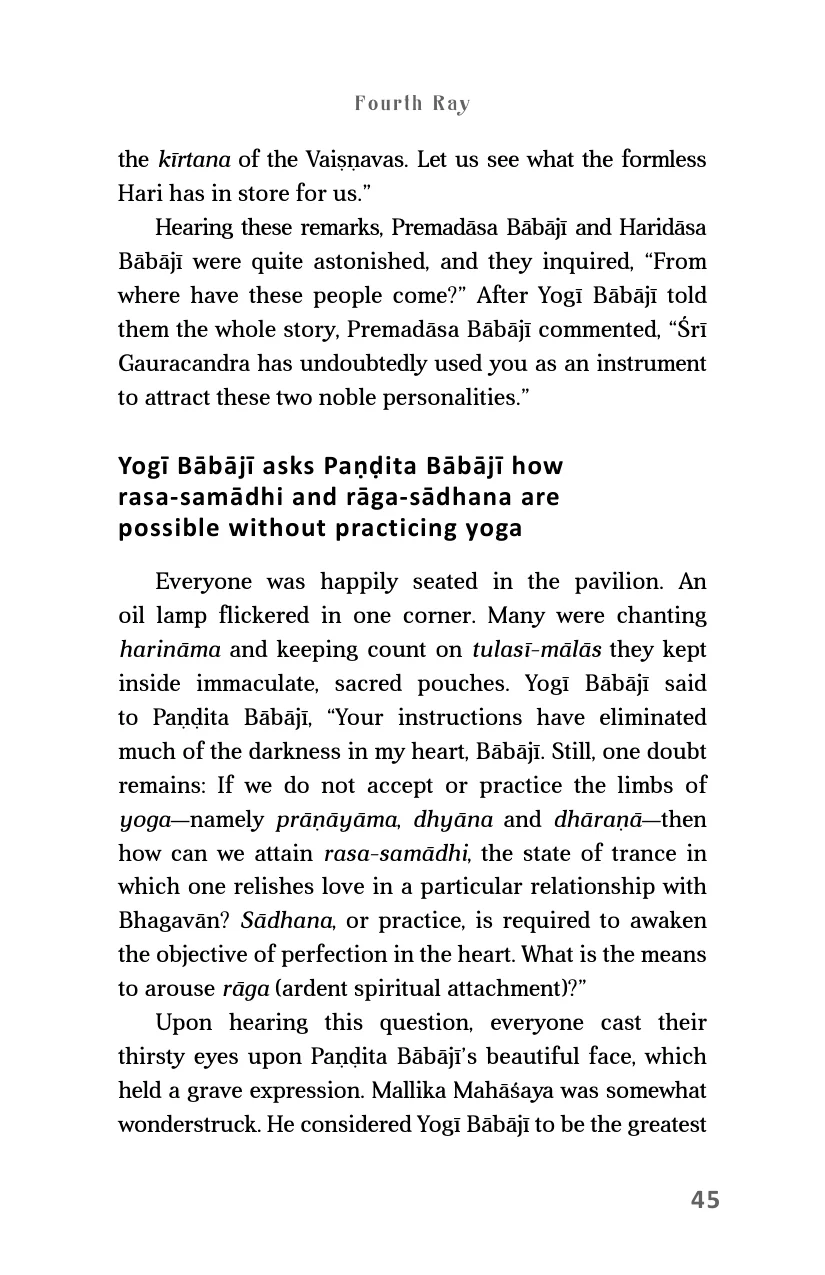 Fourth Ray
the kīrtana of the Vaiṣṇavas. Let us see what the formless
Hari has in store for us.”
Hearing these remarks, Premadāsa Bābājī and Haridāsa
Bābājī were quite astonished, and they inquired, “From
where have these people come?” After Yogī Bābājī told
them the whole story, Premadāsa Bābājī commented, “Śrī
Gauracandra has undoubtedly used you as an instrument
to attract these two noble personalities.”
Yogī Bābājī asks Paṇḍita Bābājī how
rasa-samādhi and rāga-sādhana are
possible without practicing yoga
Everyone was happily seated in the pavilion. An
oil lamp flickered in one corner. Many were chanting
harināma and keeping count on tulasī-mālās they kept
inside immaculate, sacred pouches. Yogī Bābājī said
to Paṇḍita Bābājī, “Your instructions have eliminated
much of the darkness in my heart, Bābājī. Still, one doubt
remains: If we do not accept or practice the limbs of
yoga—namely prāṇāyāma, dhyāna and dhāraṇā—then
how can we attain rasa-samādhi, the state of trance in
which one relishes love in a particular relationship with
Bhagavān? Sādhana, or practice, is required to awaken
the objective of perfection in the heart. What is the means
to arouse rāga (ardent spiritual attachment)?”
Upon hearing this question, everyone cast their
thirsty eyes upon Paṇḍita Bābājī’s beautiful face, which
held a grave expression. Mallika Mahāśaya was somewhat
wonderstruck. He considered Yogī Bābājī to be the greatest
45